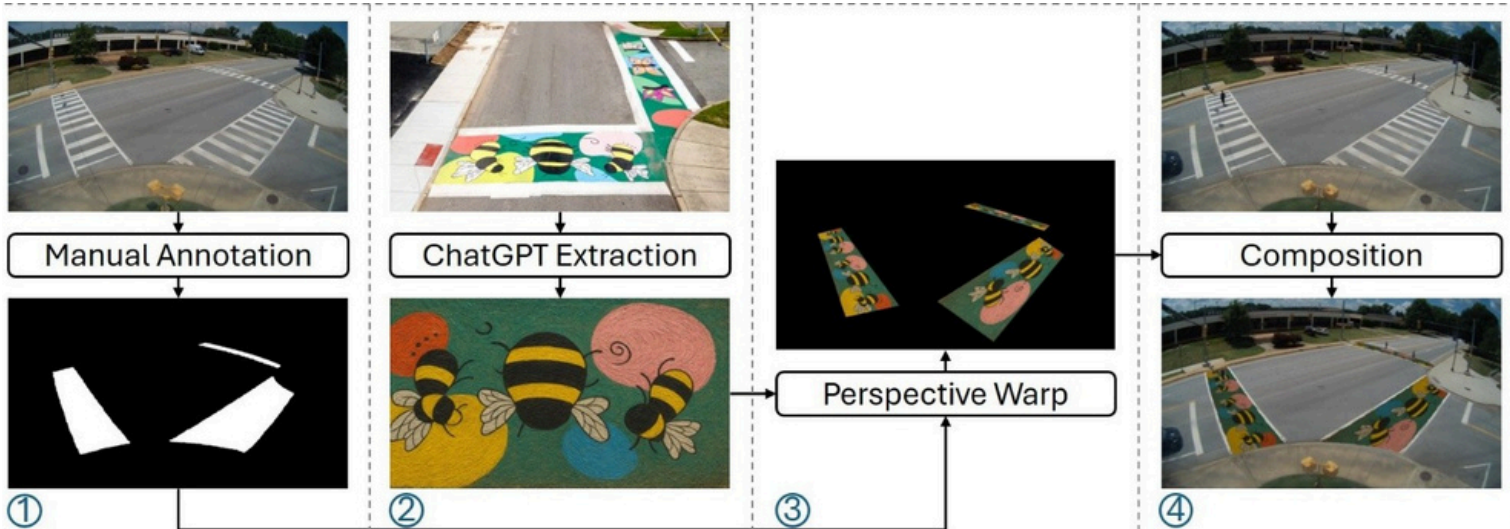 Manual Annotation
ChatGPT Extraction
Perspective Warp
Composition
①
②
③
④